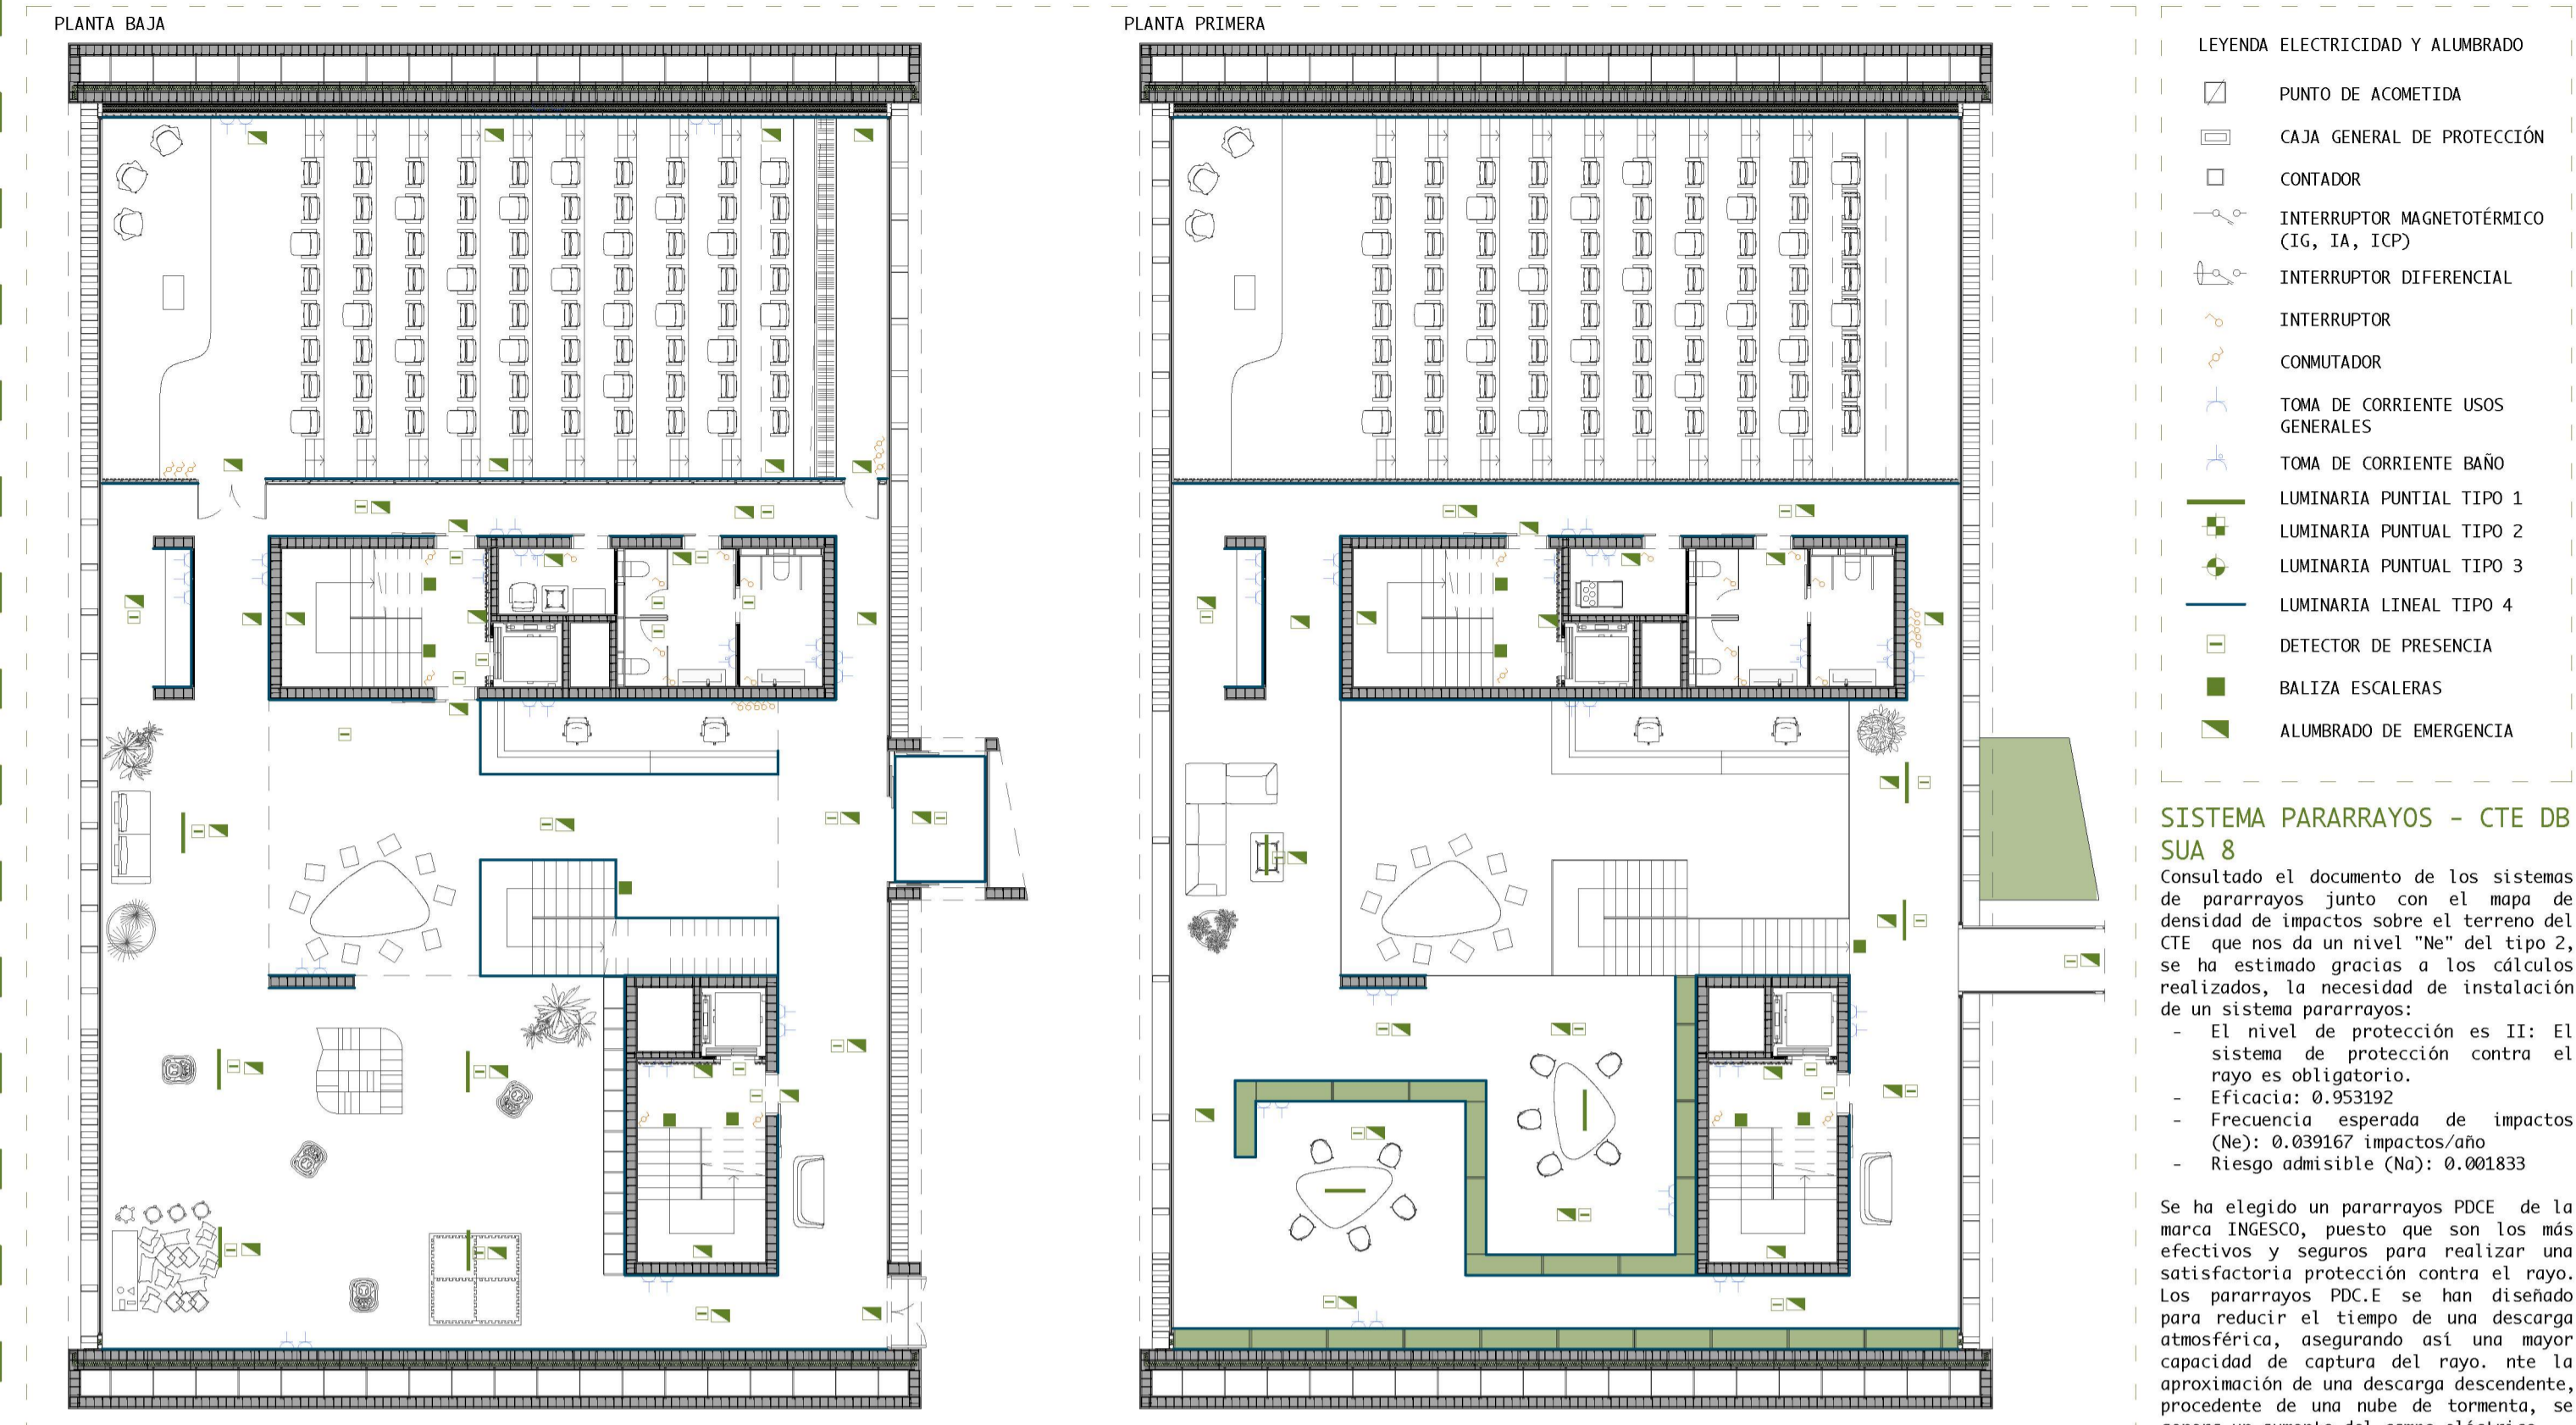 PLANTA BAJA
PLANTA PRIMERA
LEYENDA ELECTRICIDAD Y ALUMBRADO
PUNTO DE ACOMETIDA
CAJA GENERAL DE PROTECCIÓN
CONTADOR
INTERRUPTOR MAGNETOTÉRMICO
(IG, IA, ICP)
INTERRUPTOR DIFERENCIAL
INTERRUPTOR
CONMUTADOR
TOMA DE CORRIENTE USOS
GENERALES
TOMA DE CORRIENTE BAÑO
LUMINARIA PUNTIAL TIPO 1
LUMINARIA PUNTUAL TIPO 2
LUMINARIA PUNTUAL TIPO 3
LUMINARIA LINEAL TIPO 4
DETECTOR DE PRESENCIA
BALIZA ESCALERAS
ALUMBRADO DE EMERGENCIA
SISTEMA PARARRAYOS - CTE DB
SUA 8
Consultado el documento de los sistemas
de pararrayos junto con el mapa de
densidad de impactos sobre el terreno del
CTE que nos da un nivel "Ne" del tipo 2,
se ha estimado gracias a los cálculos
realizados, la necesidad de instalación
de un sistema pararrayos:
- El nivel de protección es II: El
sistema de protección contra el
rayo es obligatorio.
- Eficacia: 0.953192
- Frecuencia esperada de impactos
(Ne): 0.039167 impactos/año
- Riesgo admisible (Na): 0.001833
Se ha elegido un pararrayos PDCE de la
marca INGESCO, puesto que son los más
efectivos y seguros para realizar una
satisfactoria protección contra el rayo.
Los pararrayos PDC.E se han diseñado
para reducir el tiempo de una descarga
atmosférica, asegurando así una mayor
capacidad de captura del rayo. nte la
aproximación de una descarga descendente,
procedente de una nube de tormenta, se